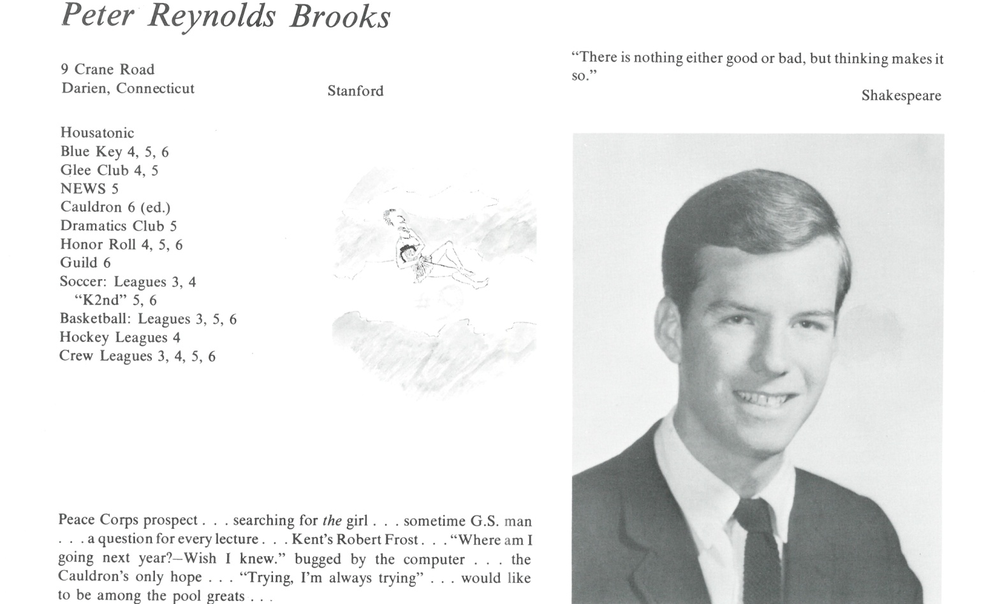 Peter Reynolds Brooks
9 Crane Road
Darien, Connecticut
Stanford
Housatonic
Blue Key 4, 5, 6
Glee Club 4, 5
NEWS 5
Cauldron 6 (ed.)
Dramatics Club 5
Honor Roll 4, 5, 6
Guild 6
Soccer: Leagues 3, 4
“K2nd” 5, 6
Basketball: Leagues 3, 5, 6
Hockey Leagues 4
Crew Leagues 3, 4, 5, 6
Peace Corps prospect . . . searching for the girl . . . sometime G.S. man
. . . a question for every lecture . . . Kent's Robert Frost . . . “Where am I
going next year?–Wish I knew.” bugged by the computer . . . the
Cauldron's only hope . . . “Trying, I'm always trying” . . . would like
to be among the pool greats . . .
“There is nothing either good or bad, but thinking makes it
so.”
Shakespeare